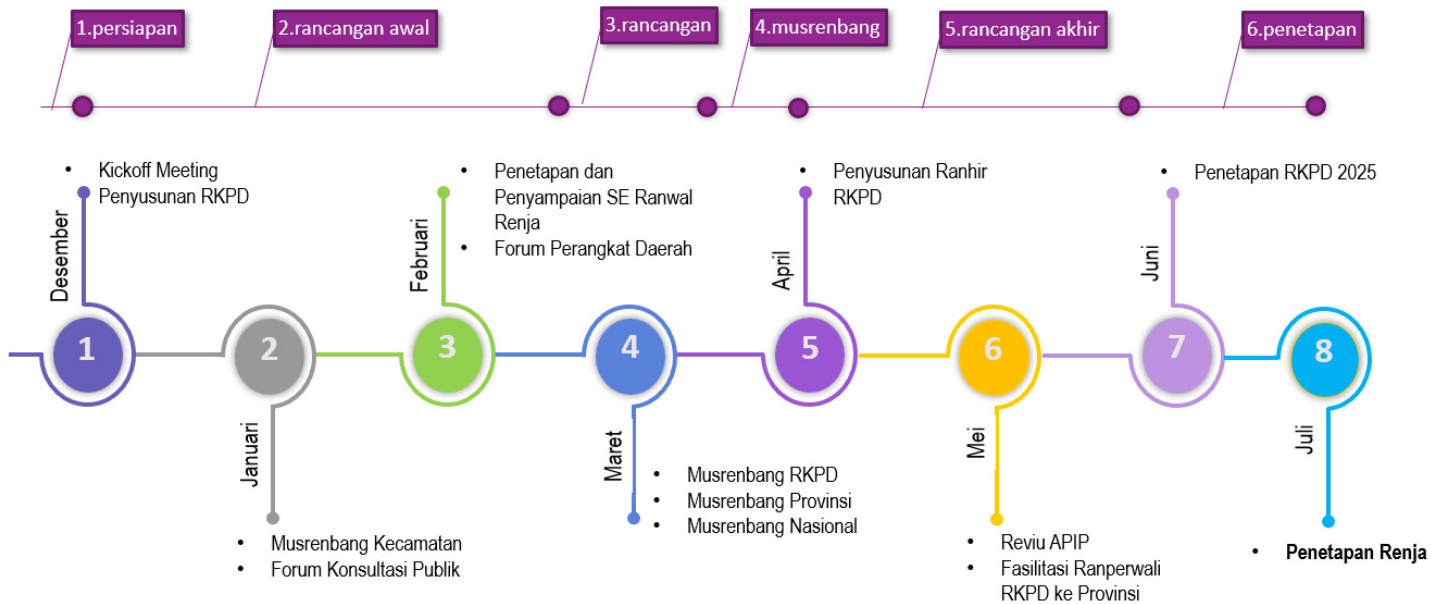 1.persiapan
2.rancangan awal
3.rancangan
4.musrenbang
5.rancangan akhir
6.penetapan
• Kickoff Meeting
Penyusunan RKPD
Desember
1
2
Januari
• Musrenbang Kecamatan
• Forum Konsultasi Publik
• Penetapan dan
Penyampaian SE Ranwal
Renja
• Forum Perangkat Daerah
Februari
3
4
Maret
• Musrenbang RKPD
• Musrenbang Provinsi
• Musrenbang Nasional
• Penyusunan Ranhir
RKPD
April
5
6
Mei
• Reviu APIP
• Fasilitasi Ranperwali
RKPD ke Provinsi
• Penetapan RKPD 2025
Juni
7
8
Juli
• Penetapan Renja